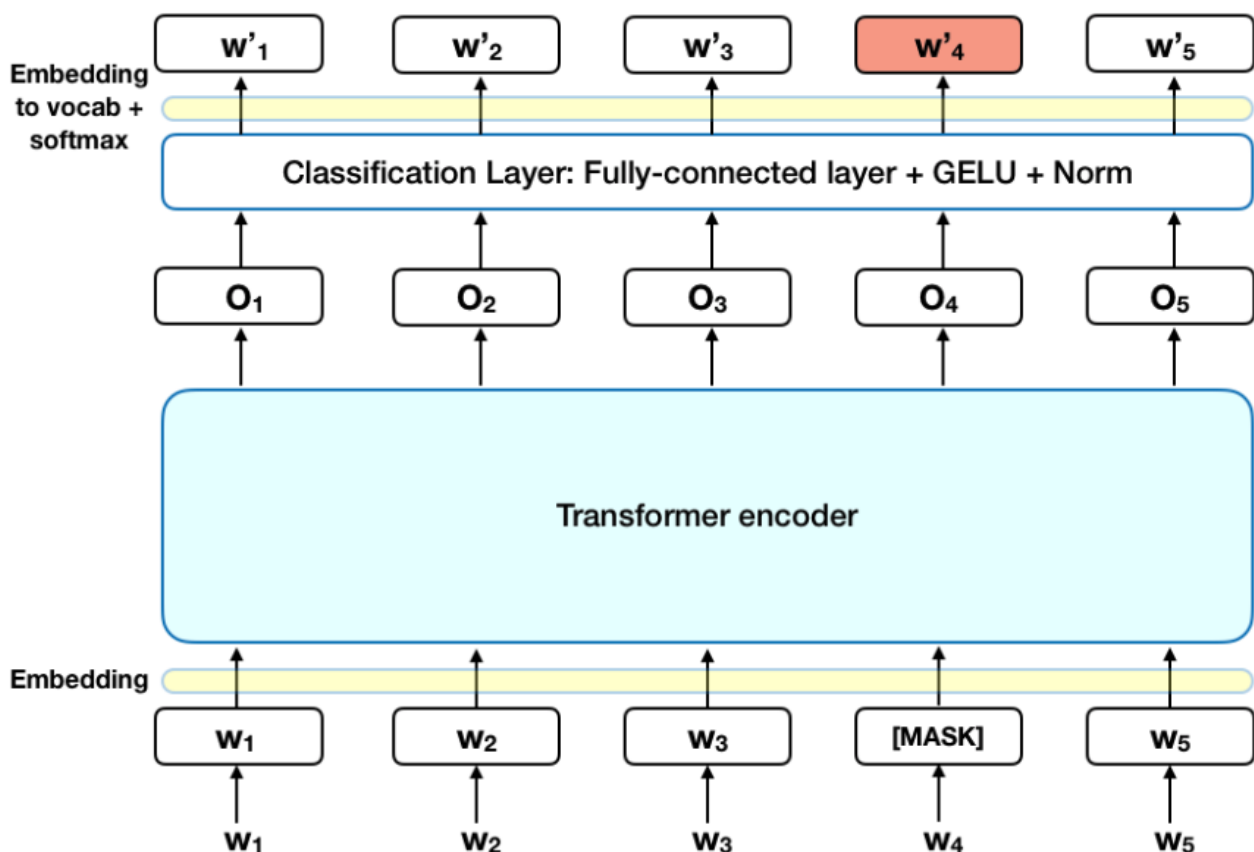 w’₁ w’₂ w’₃ w’₄ w’₅
Embedding
to vocab +
softmax
Classification Layer: Fully-connected layer + GELU + Norm
O₁ O₂ O₃ O₄ O₅
Transformer encoder
Embedding
w₁ w₂ w₃ [MASK] w₅
w₁ w₂ w₃ w₄ w₅